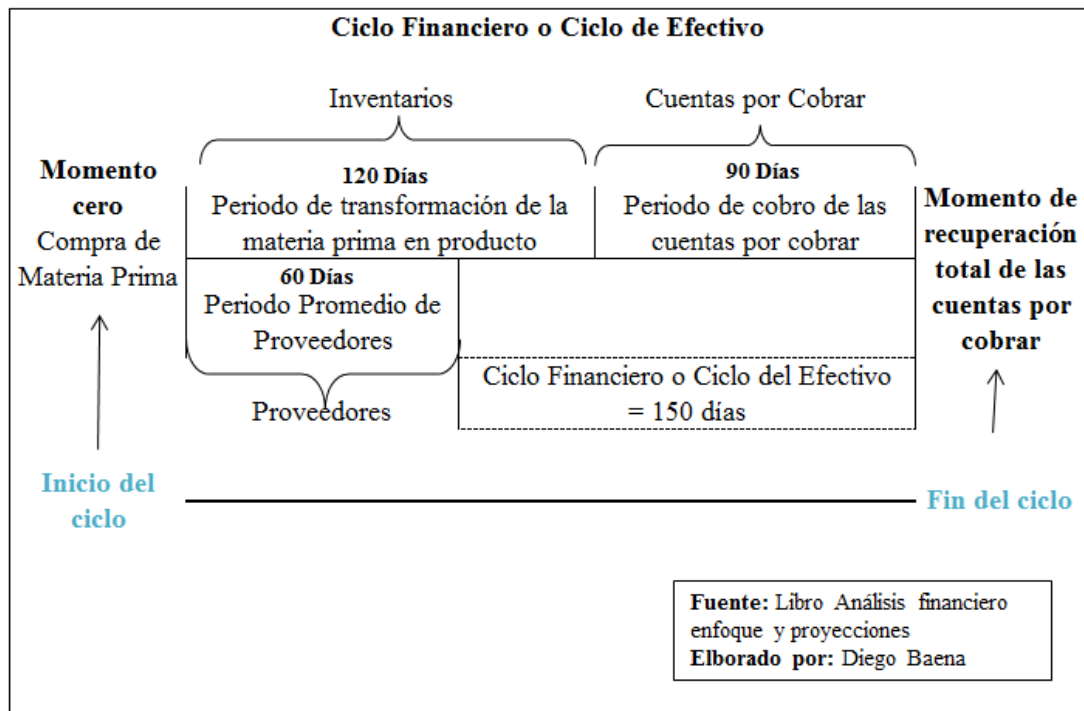 Ciclo Financiero o Ciclo de Efectivo
Inventarios
Cuentas por Cobrar
Momento
cero
Compra de
Materia Prima
120 Días
Periodo de transformación de la
materia prima en producto
90 Días
Periodo de cobro de las
cuentas por cobrar
Momento de
recuperación
total de las
cuentas por
cobrar
60 Días
Periodo Promedio de
Proveedores
Proveedores
Ciclo Financiero o Ciclo del Efectivo
= 150 días
Inicio del
ciclo
Fin del ciclo
Fuente: Libro Análisis financiero
enfoque y proyecciones
Elborado por: Diego Baena